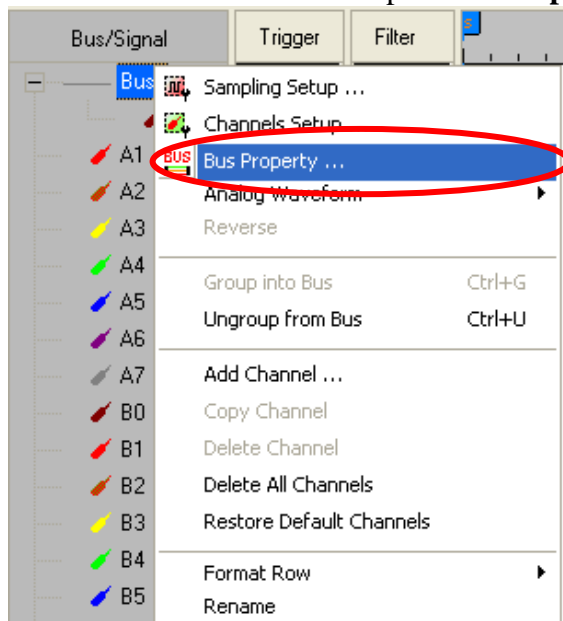 Bus/Signal Trigger Filter s
Bus Sampling Setup ...
Channels Setup
A1 BUS Bus Property ...
A2 Analog Waveform
A3 Reverse
A4
Group into Bus Ctrl+G
A5
Ungroup from Bus Ctrl+U
A6
A7 Add Channel ...
B0 Copy Channel
B1 Delete Channel
B2 Delete All Channels
B3 Restore Default Channels
B4
Format Row
B5
Rename